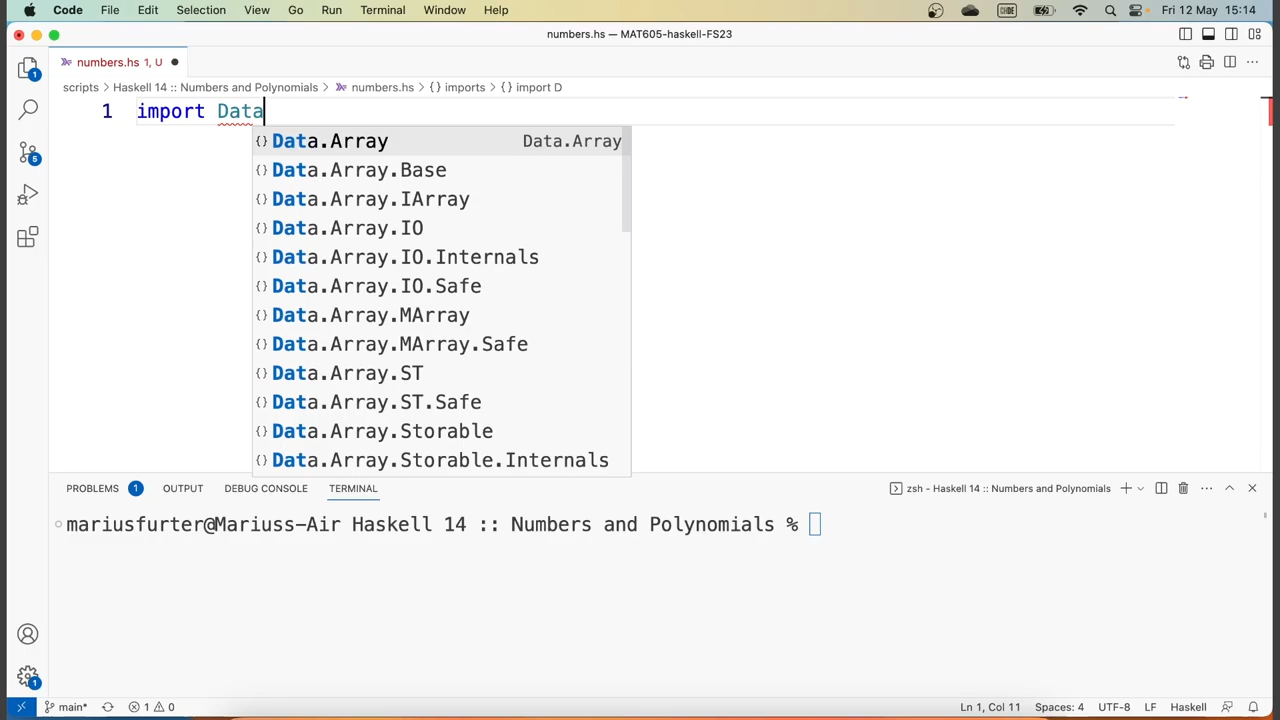 Code File Edit Selection View Go Run Terminal Window Help CODE Fri 12 May 15:14
numbers.hs — MAT605-haskell-FS23
numbers.hs 1, U
scripts > Haskell 14 :: Numbers and Polynomials > numbers.hs > {} imports > {} import D
1 import Data
{} Data.Array Data.Array
{} Data.Array.Base
{} Data.Array.IArray
{} Data.Array.IO
{} Data.Array.IO.Internals
{} Data.Array.IO.Safe
{} Data.Array.MArray
{} Data.Array.MArray.Safe
{} Data.Array.ST
{} Data.Array.ST.Safe
{} Data.Array.Storable
{} Data.Array.Storable.Internals
1
5
PROBLEMS 1 OUTPUT DEBUG CONSOLE TERMINAL zsh - Haskell 14 :: Numbers and Polynomials
mariusfurter@Mariuss-Air Haskell 14 :: Numbers and Polynomials %
1
main* 1 0 Ln 1, Col 11 Spaces: 4 UTF-8 LF Haskell